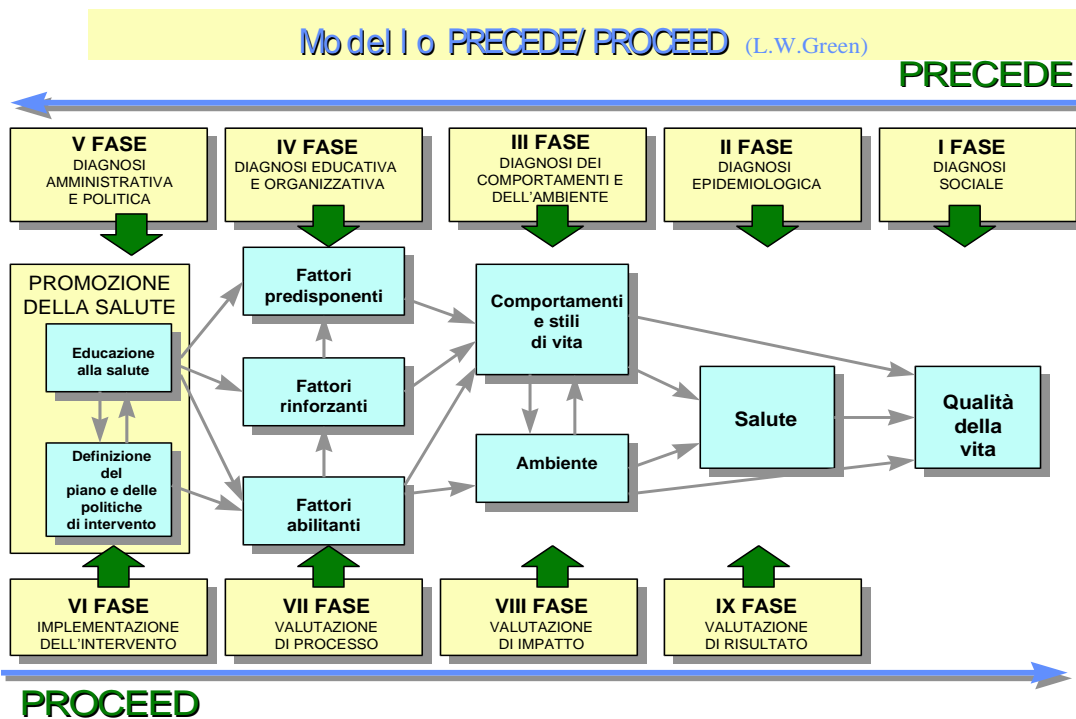 Modello PRECEDE/PROCEED (L.W.Green)
PRECEDE
V FASE
DIAGNOSI
AMMINISTRATIVA
E POLITICA
IV FASE
DIAGNOSI EDUCATIVA
E ORGANIZZATIVA
III FASE
DIAGNOSI DEI
COMPORTAMENTI E
DELL'AMBIENTE
II FASE
DIAGNOSI
EPIDEMIOLOGICA
I FASE
DIAGNOSI
SOCIALE
PROMOZIONE
DELLA SALUTE
Educazione
alla salute
Definizione
del
piano e delle
politiche
di intervento
Fattori
predisponenti
Fattori
rinforzanti
Fattori
abilitanti
Comportamenti
e stili
di vita
Ambiente
Salute
Qualità
della
vita
VI FASE
IMPLEMENTAZIONE
DELL'INTERVENTO
VII FASE
VALUTAZIONE
DI PROCESSO
VIII FASE
VALUTAZIONE
DI IMPATTO
IX FASE
VALUTAZIONE
DI RISULTATO
PROCEED